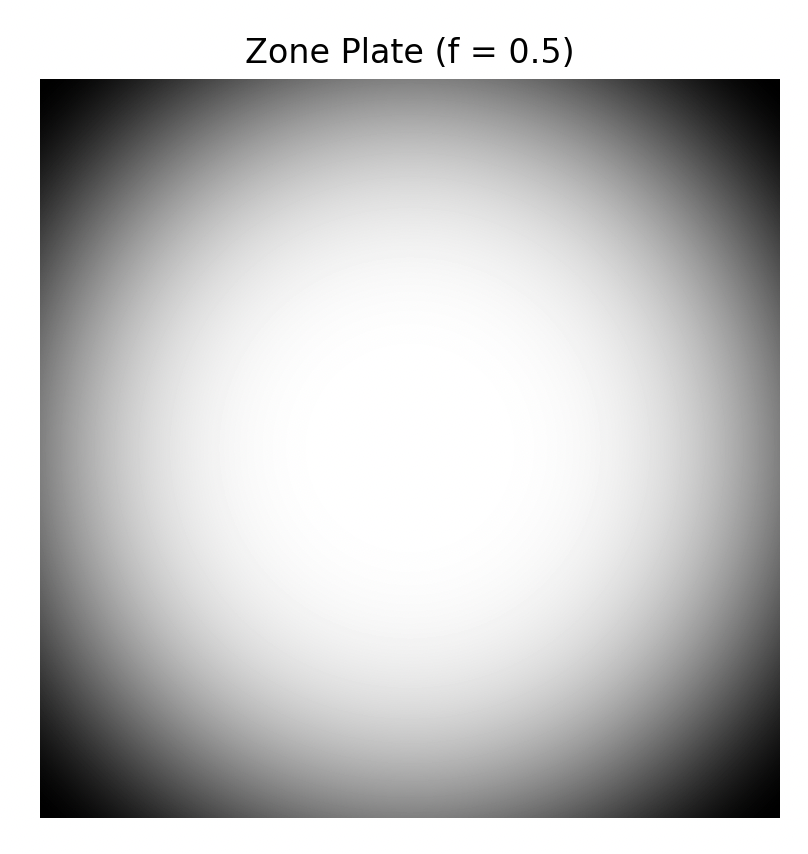 Zone Plate (f = 0.5)